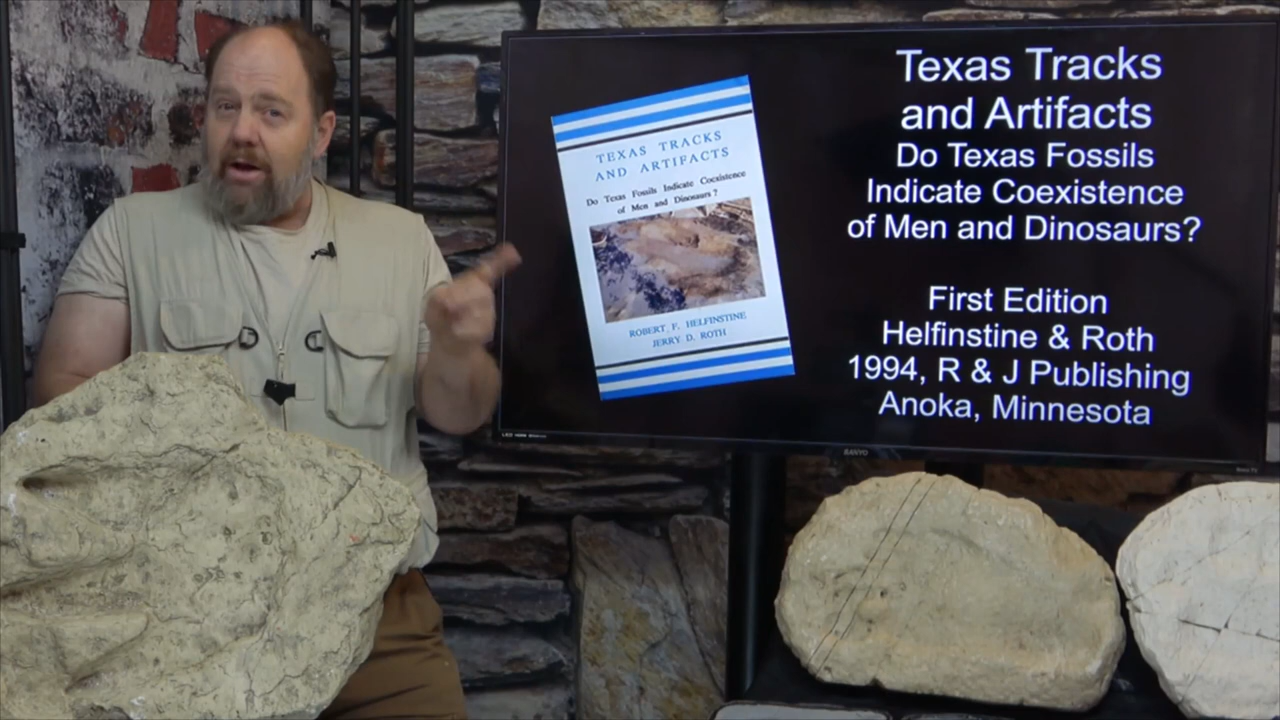 TEXAS TRACKS
AND ARTIFACTS
Do Texas Fossils Indicate Coexistence
of Men and Dinosaurs?
ROBERT F. HELFINSTINE
JERRY D. ROTH
Texas Tracks
and Artifacts
Do Texas Fossils
Indicate Coexistence
of Men and Dinosaurs?
First Edition
Helfinstine & Roth
1994, R & J Publishing
Anoka, Minnesota
SANYO